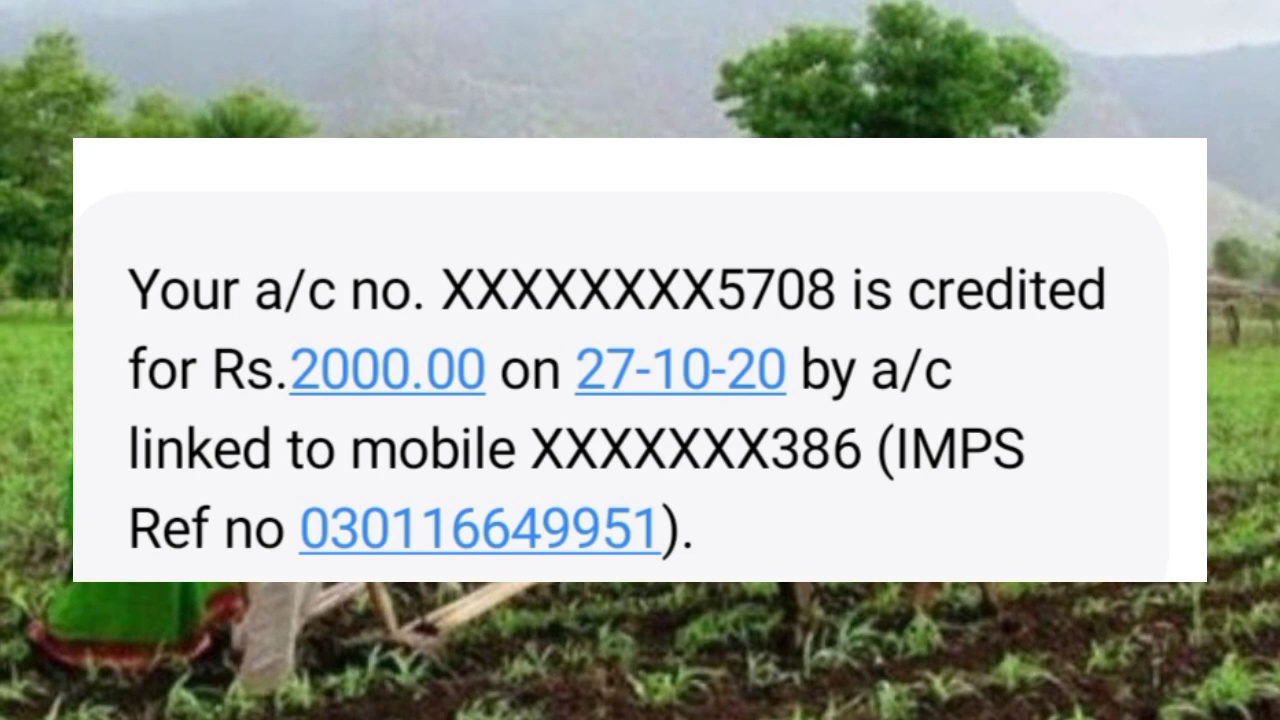 Your a/c no. XXXXXXXX5708 is credited
for Rs.2000.00 on 27-10-20 by a/c
linked to mobile XXXXXXX386 (IMPS
Ref no 030116649951).